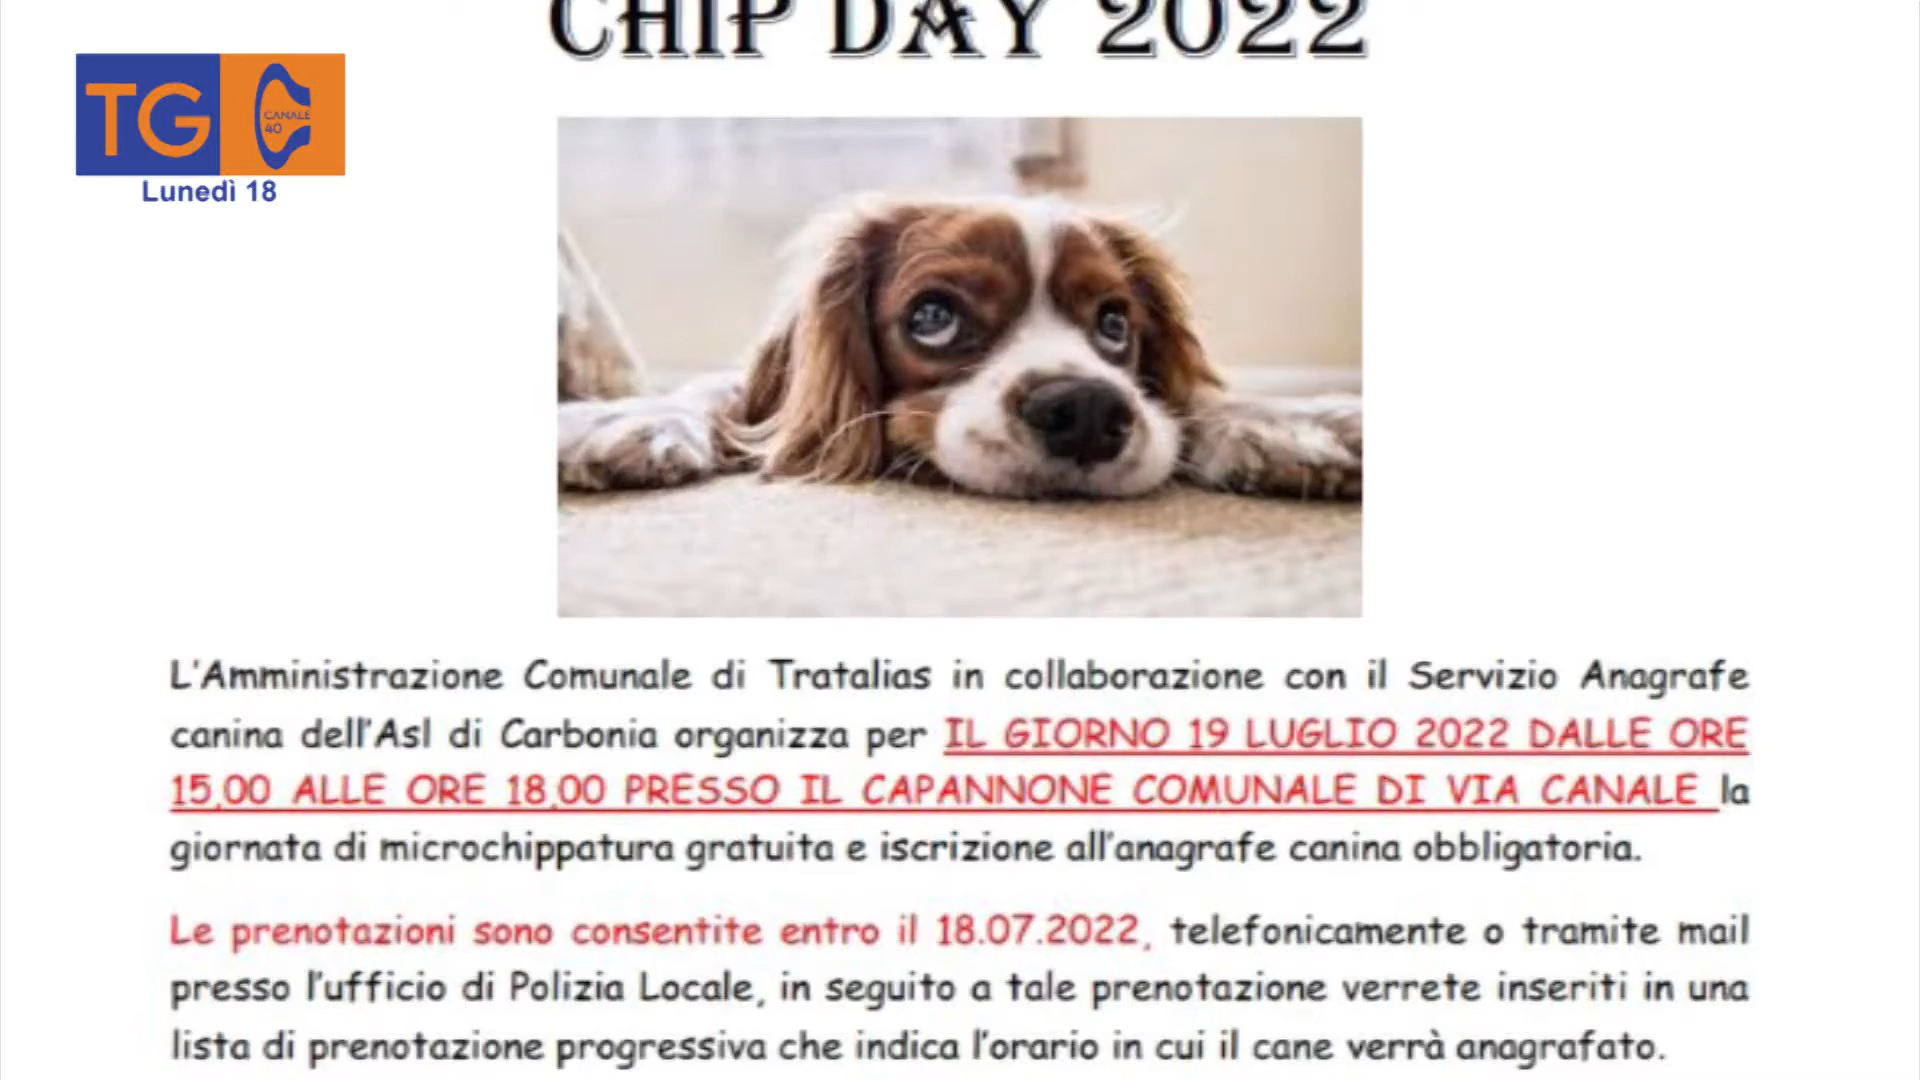 CHIP DAY 2022
TG
CANALE
40
Lunedì 18
L'Amministrazione Comunale di Tratalias in collaborazione con il Servizio Anagrafe
canina dell'Asl di Carbonia organizza per IL GIORNO 19 LUGLIO 2022 DALLE ORE
15,00 ALLE ORE 18,00 PRESSO IL CAPANNONE COMUNALE DI VIA CANALE la
giornata di microchippatura gratuita e iscrizione all'anagrafe canina obbligatoria.
Le prenotazioni sono consentite entro il 18.07.2022, telefonicamente o tramite mail
presso l'ufficio di Polizia Locale, in seguito a tale prenotazione verrete inseriti in una
lista di prenotazione progressiva che indica l'orario in cui il cane verrà anagrafato.